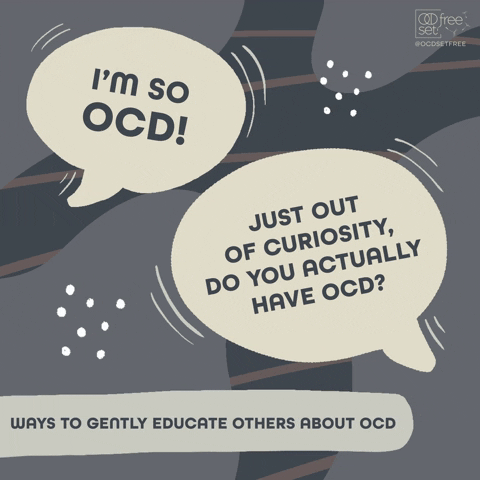 OCD free
set
@OCDSETFREE
I'M SO
OCD!
JUST OUT
OF CURIOSITY,
DO YOU ACTUALLY
HAVE OCD?
WAYS TO GENTLY EDUCATE OTHERS ABOUT OCD